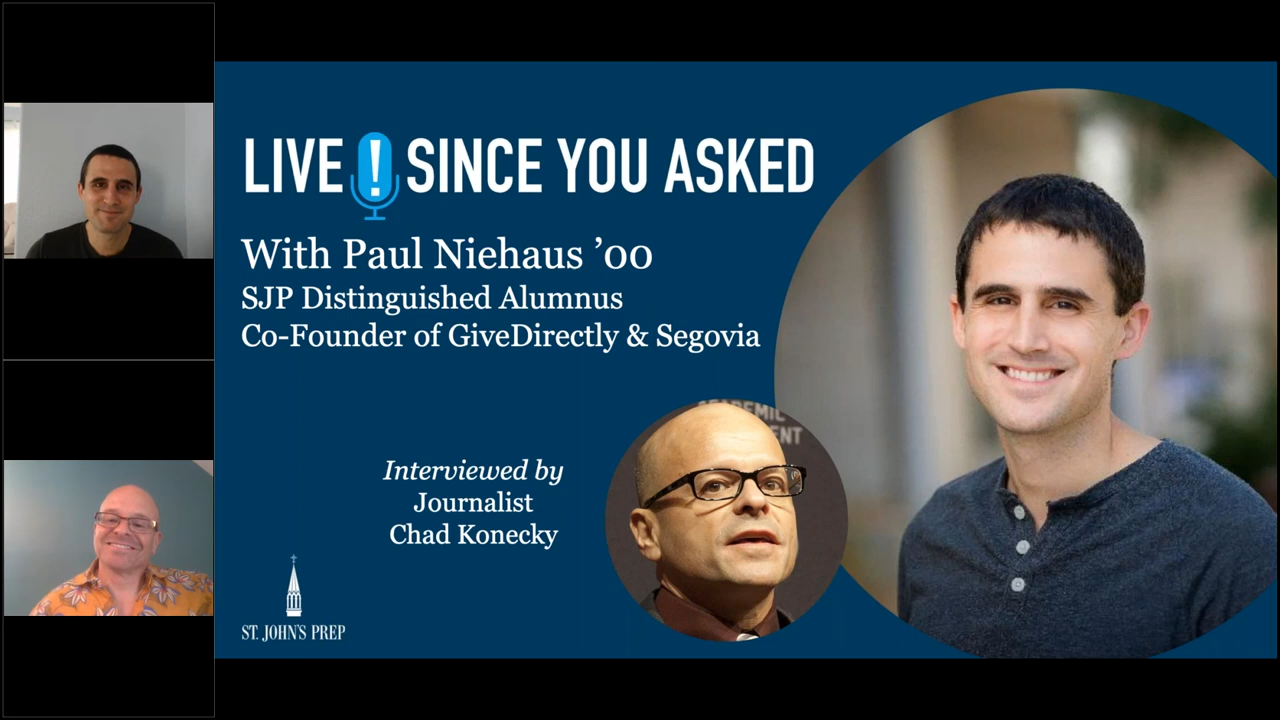 LIVE ! SINCE YOU ASKED
With Paul Niehaus ’00
SJP Distinguished Alumnus
Co-Founder of GiveDirectly & Segovia
ACADEMIC
Interviewed by
Journalist
Chad Konecky
ST. JOHN'S PREP